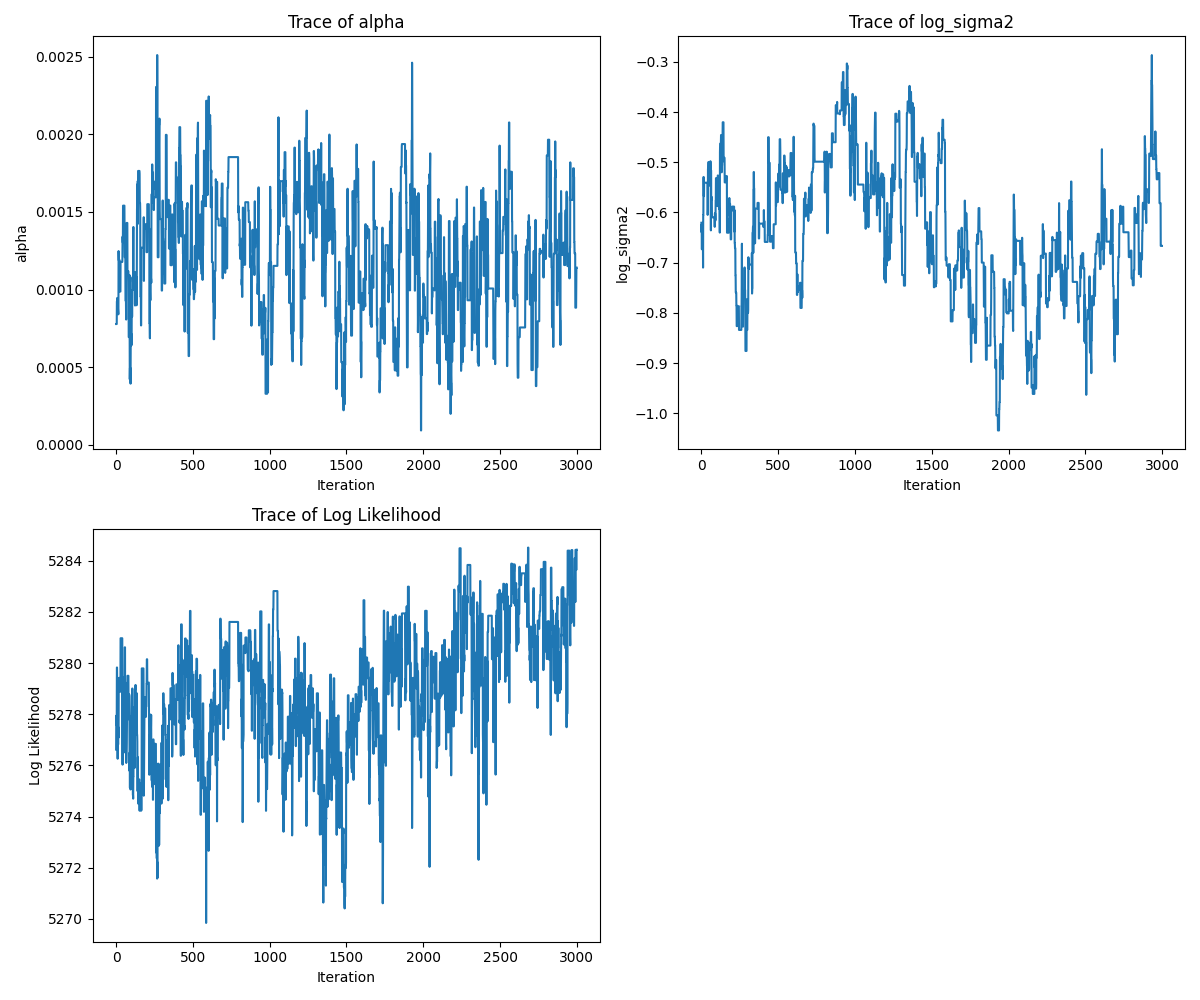 Trace of alpha
alpha
0.0025
0.0020
0.0015
0.0010
0.0005
0.0000
0 500 1000 1500 2000 2500 3000
Iteration
Trace of log_sigma2
log_sigma2
−0.3
−0.4
−0.5
−0.6
−0.7
−0.8
−0.9
−1.0
0 500 1000 1500 2000 2500 3000
Iteration
Trace of Log Likelihood
Log Likelihood
5284
5282
5280
5278
5276
5274
5272
5270
0 500 1000 1500 2000 2500 3000
Iteration